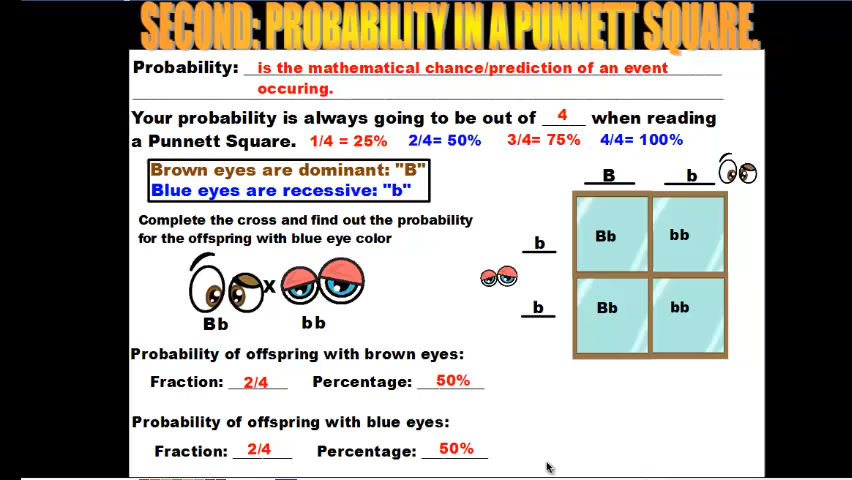 SECOND: PROBABILITY IN A PUNNETT SQUARE.
Probability: is the mathematical chance/prediction of an event
occuring.
Your probability is always going to be out of 4 when reading
a Punnett Square. 1/4 = 25% 2/4= 50% 3/4= 75% 4/4= 100%
Brown eyes are dominant: "B"
Blue eyes are recessive: "b"
B b
Complete the cross and find out the probability
for the offspring with blue eye color
b Bb bb
x
b Bb bb
Bb bb
Probability of offspring with brown eyes:
Fraction: 2/4 Percentage: 50%
Probability of offspring with blue eyes:
Fraction: 2/4 Percentage: 50%